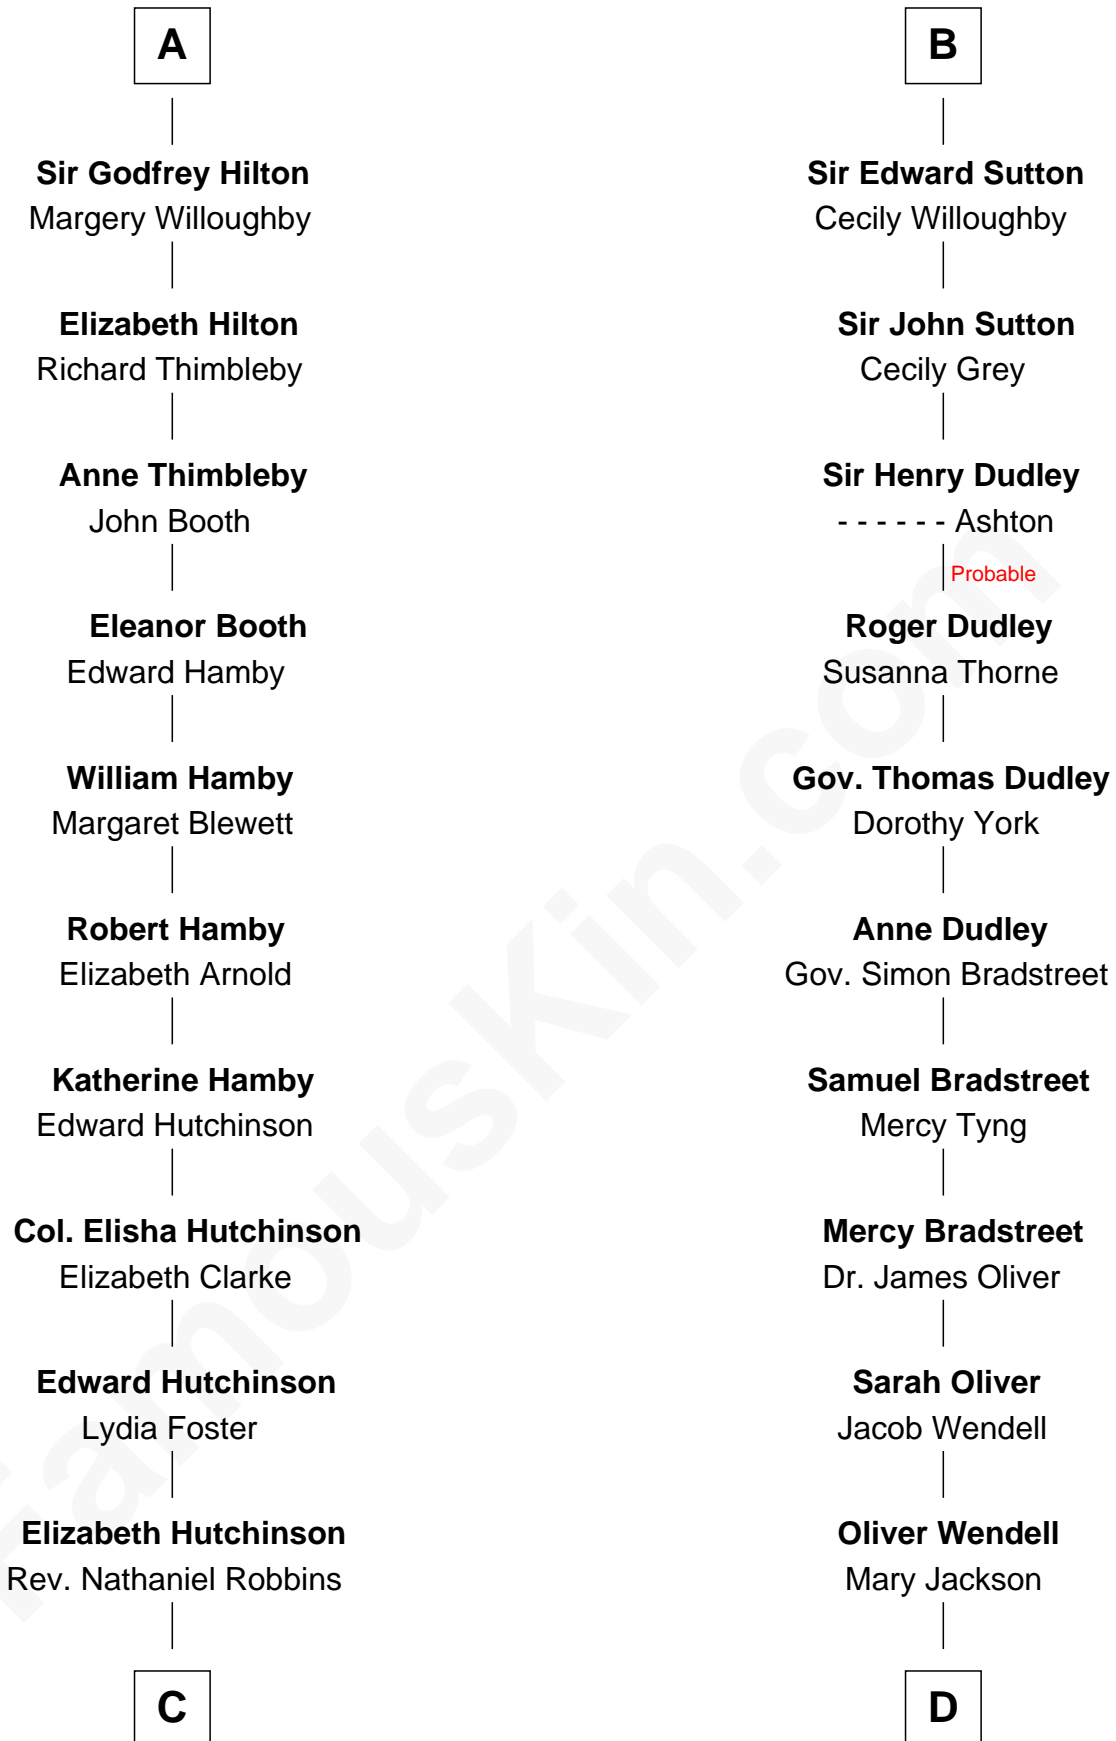 A
Sir Godfrey Hilton
Margery Willoughby
Elizabeth Hilton
Richard Thimbleby
Anne Thimbleby
John Booth
Eleanor Booth
Edward Hamby
William Hamby
Margaret Blewett
Robert Hamby
Elizabeth Arnold
Katherine Hamby
Edward Hutchinson
Col. Elisha Hutchinson
Elizabeth Clarke
Edward Hutchinson
Lydia Foster
Elizabeth Hutchinson
Rev. Nathaniel Robbins
C
B
Sir Edward Sutton
Cecily Willoughby
Sir John Sutton
Cecily Grey
Sir Henry Dudley
- - - - - - Ashton
Probable
Roger Dudley
Susanna Thorne
Gov. Thomas Dudley
Dorothy York
Anne Dudley
Gov. Simon Bradstreet
Samuel Bradstreet
Mercy Tyng
Mercy Bradstreet
Dr. James Oliver
Sarah Oliver
Jacob Wendell
Oliver Wendell
Mary Jackson
D
FamousKin.com